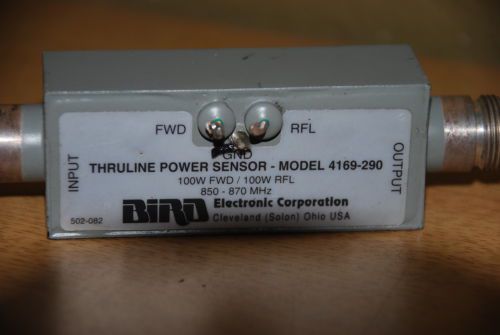 FWD RFL
GND
INPUT
OUTPUT
THRULINE POWER SENSOR - MODEL 4169-290
100W FWD / 100W RFL
850 - 870 MHz
BIRD Electronic Corporation
Cleveland (Solon) Ohio USA
502-082